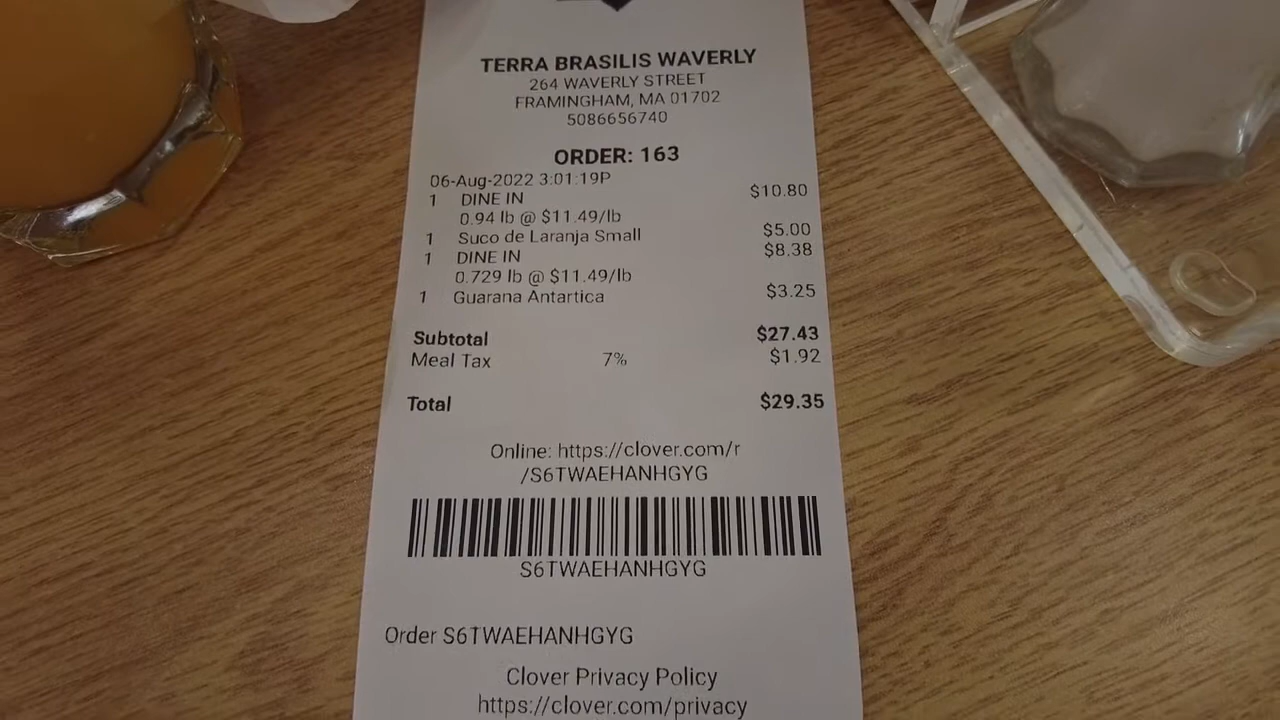 TERRA BRASILIS WAVERLY
264 WAVERLY STREET
FRAMINGHAM, MA 01702
5086656740
ORDER: 163
06-Aug-2022 3:01:19P
1 DINE IN $10.80
0.94 lb @ $11.49/lb
1 Suco de Laranja Small $5.00
1 DINE IN $8.38
0.729 lb @ $11.49/lb
1 Guarana Antartica $3.25
Subtotal $27.43
Meal Tax 7% $1.92
Total $29.35
Online: https://clover.com/r
/S6TWAEHANHGYG
S6TWAEHANHGYG
Order S6TWAEHANHGYG
Clover Privacy Policy
https://clover.com/privacy